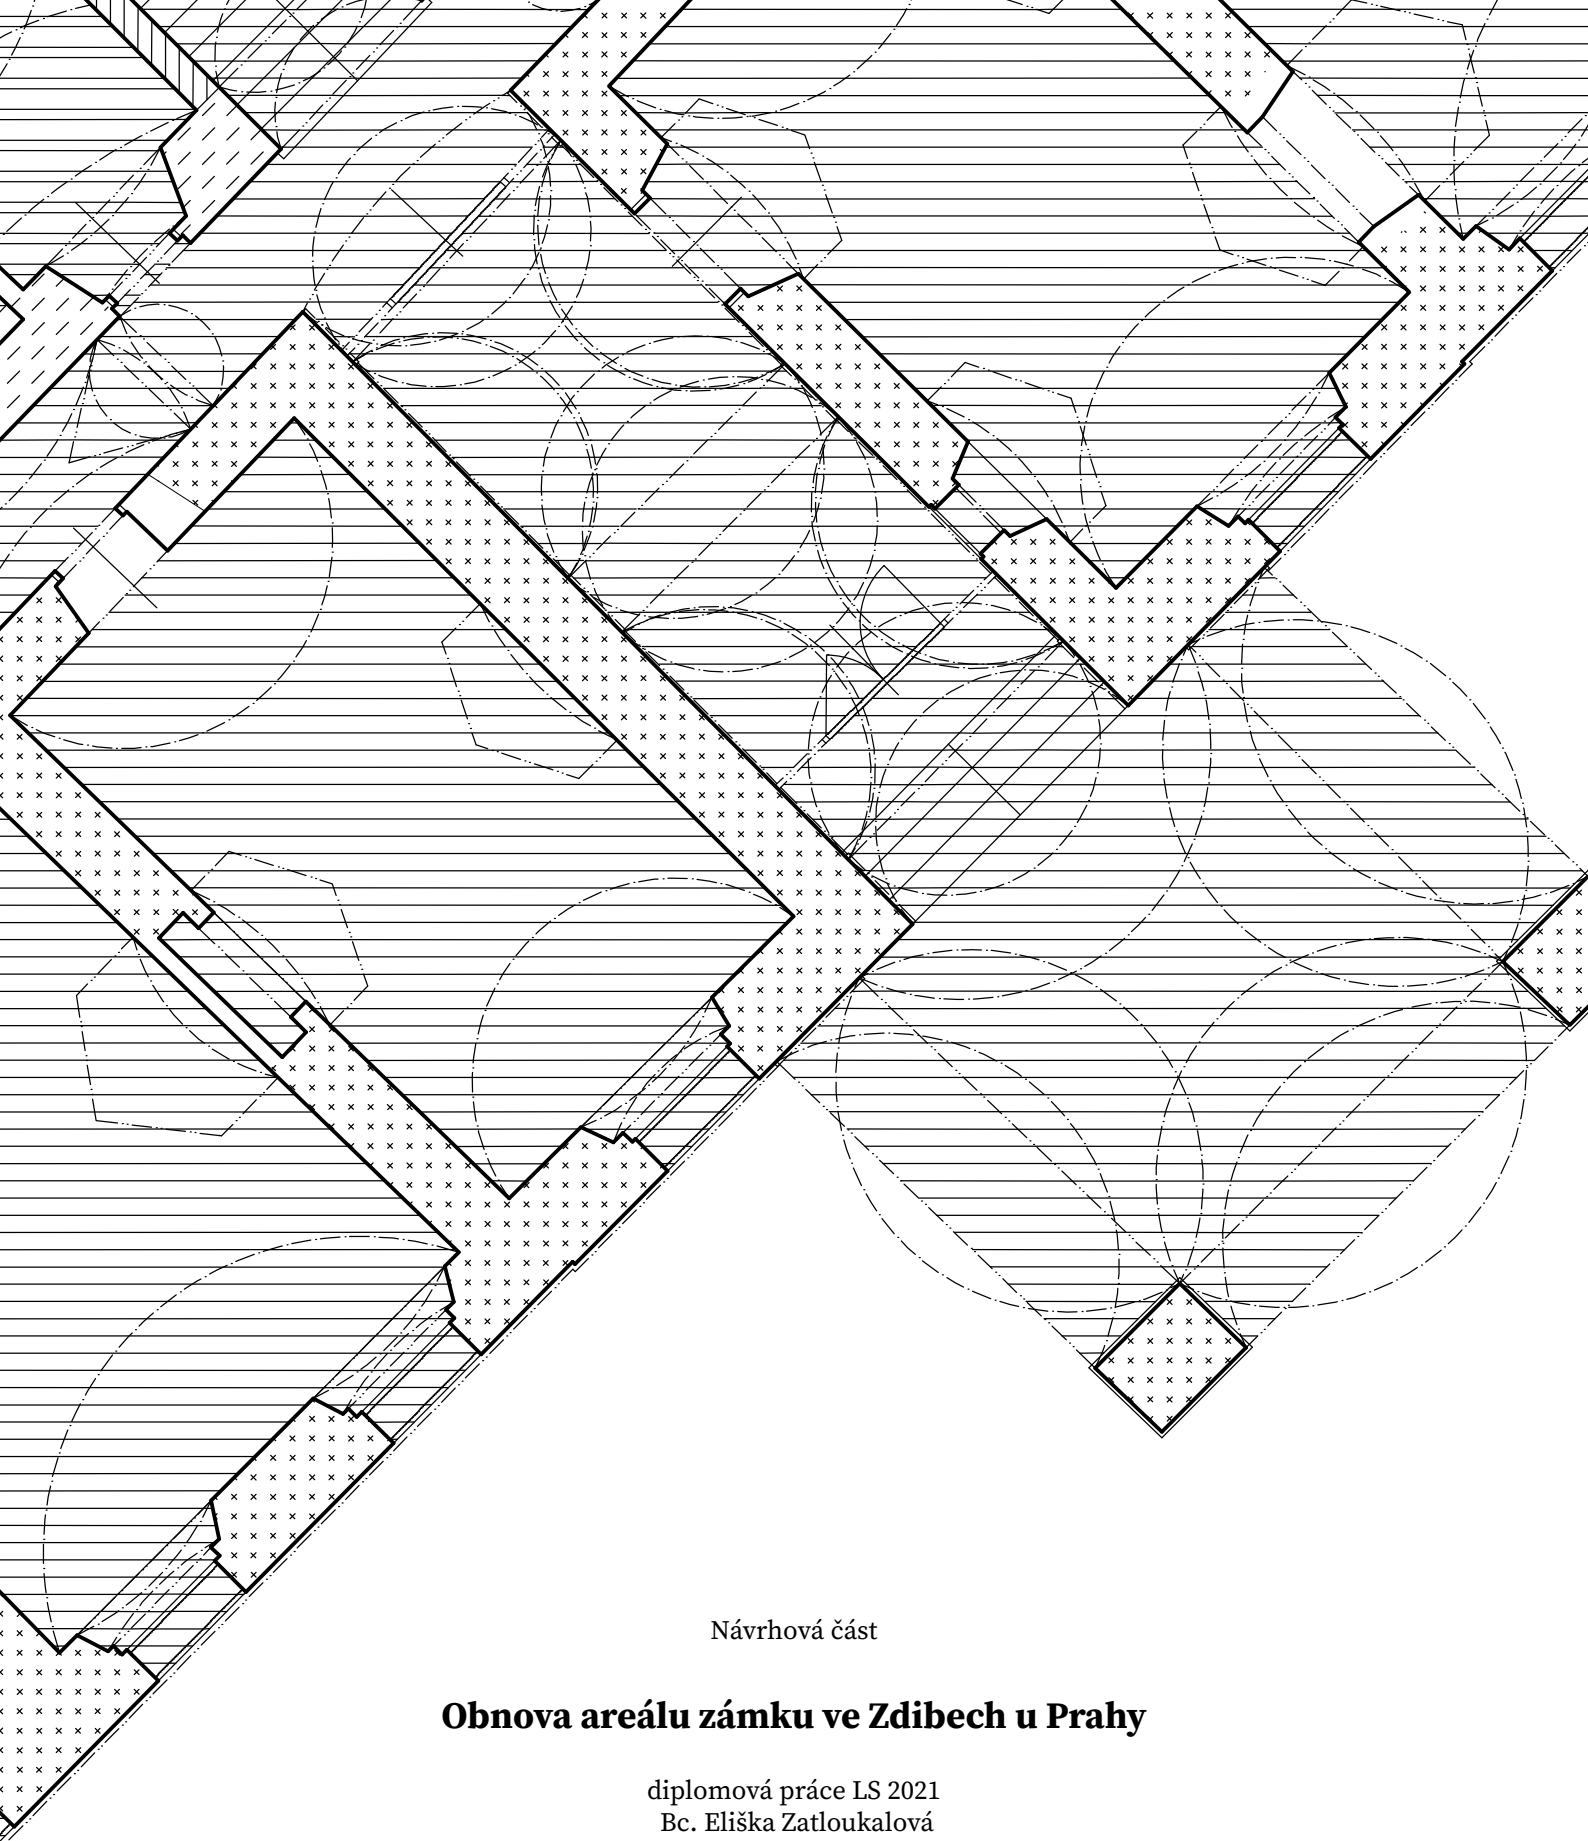 Návrhová část
Obnova areálu zámku ve Zdibech u Prahy
diplomová práce LS 2021
Bc. Eliška Zatloukalová